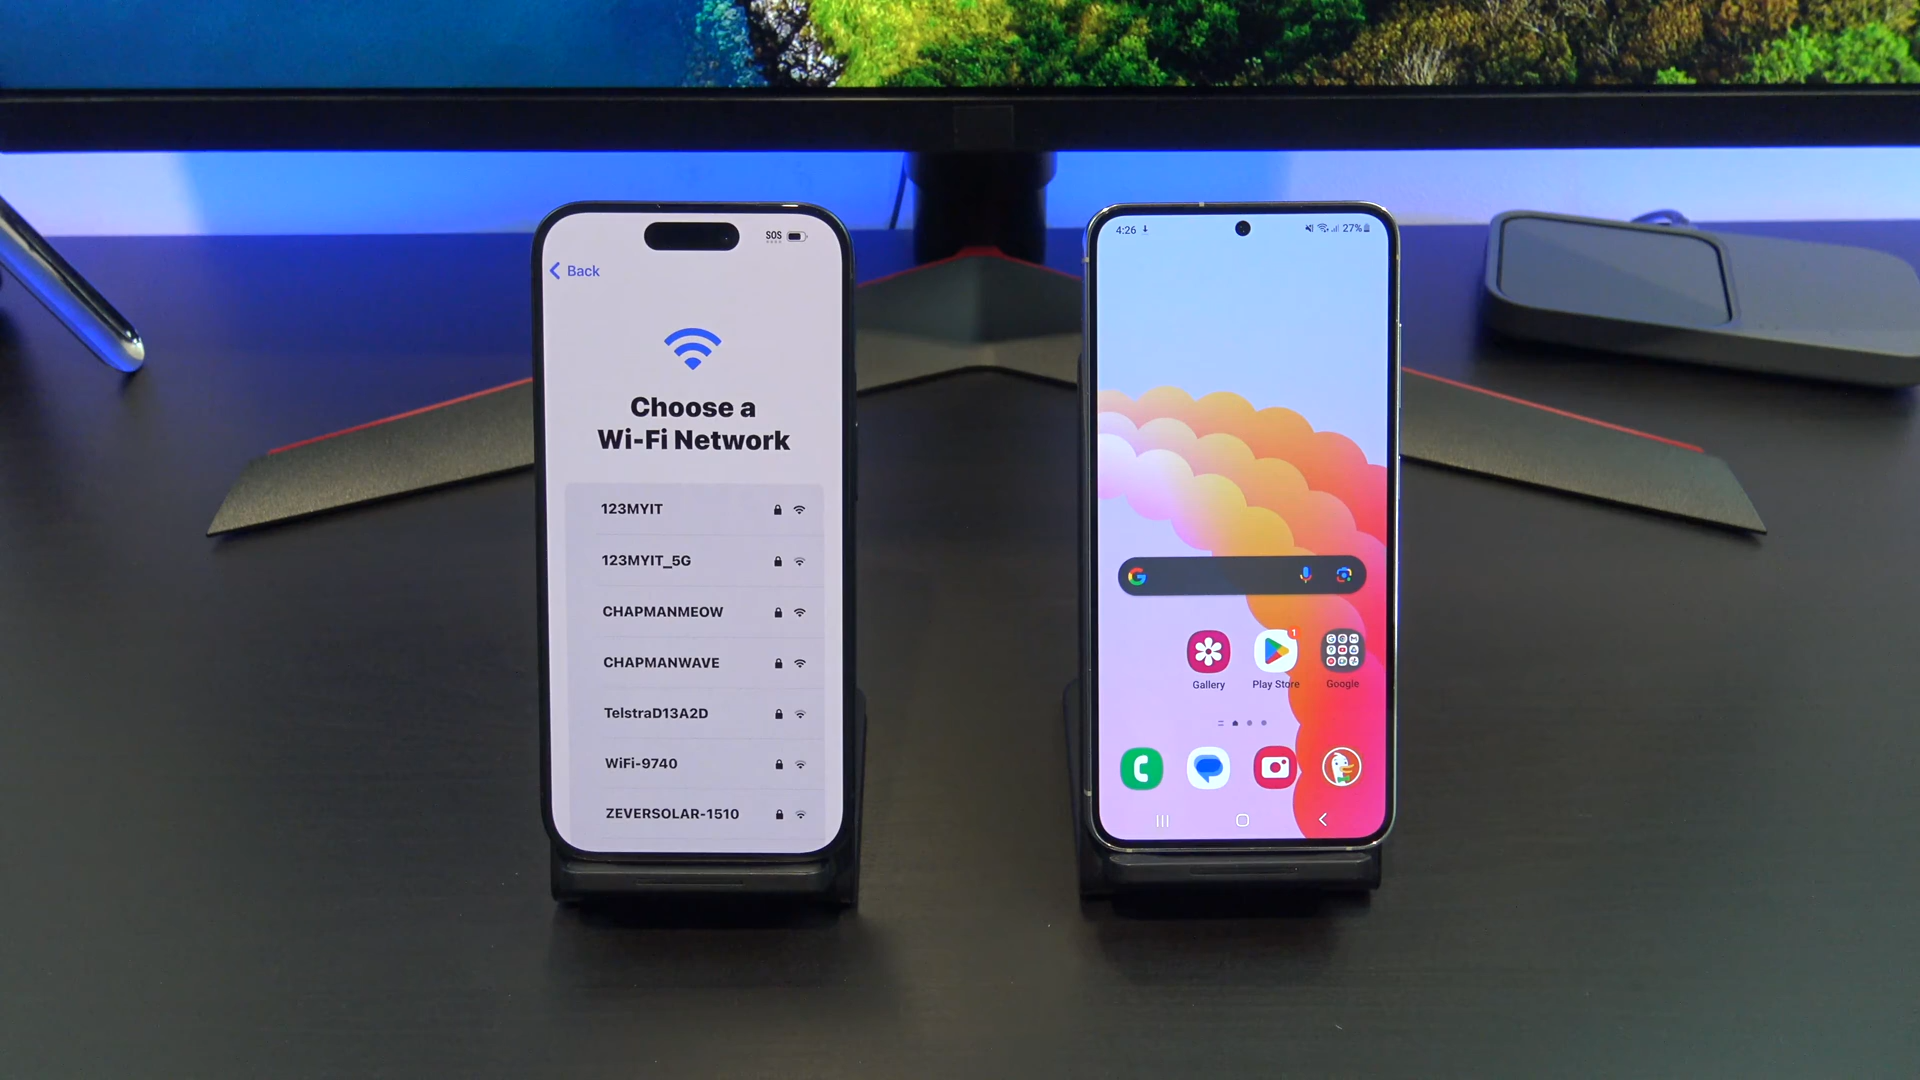 SOS
Back
Choose a
Wi-Fi Network
123MYIT
123MYIT_5G
CHAPMANMEOW
CHAPMANWAVE
TelstraD13A2D
WiFi-9740
ZEVERSOLAR-1510
4:26
27%
1
Gallery
Play Store
Google